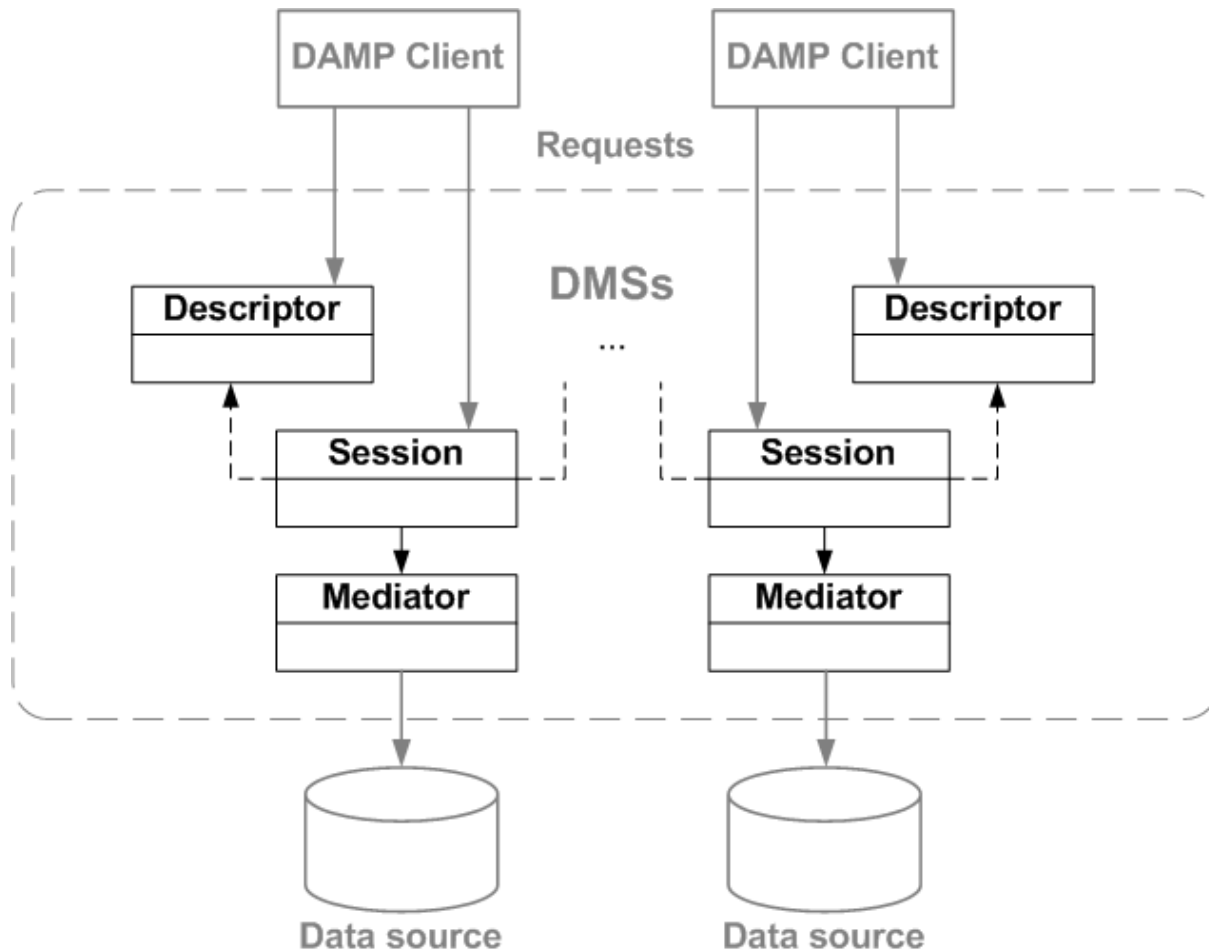 DAMP Client
DAMP Client
Requests
DMSs
Descriptor
Descriptor
...
Session
Session
Mediator
Mediator
Data source
Data source